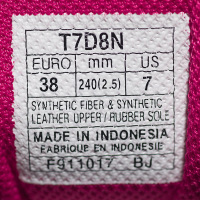 T7D8N
EURO mm US
38 240(2.5) 7
SYNTHETIC FIBER & SYNTHETIC
LEATHER UPPER / RUBBER SOLE
MADE IN INDONESIA
FABRIQUE EN INDONESIE
F911017 BJ